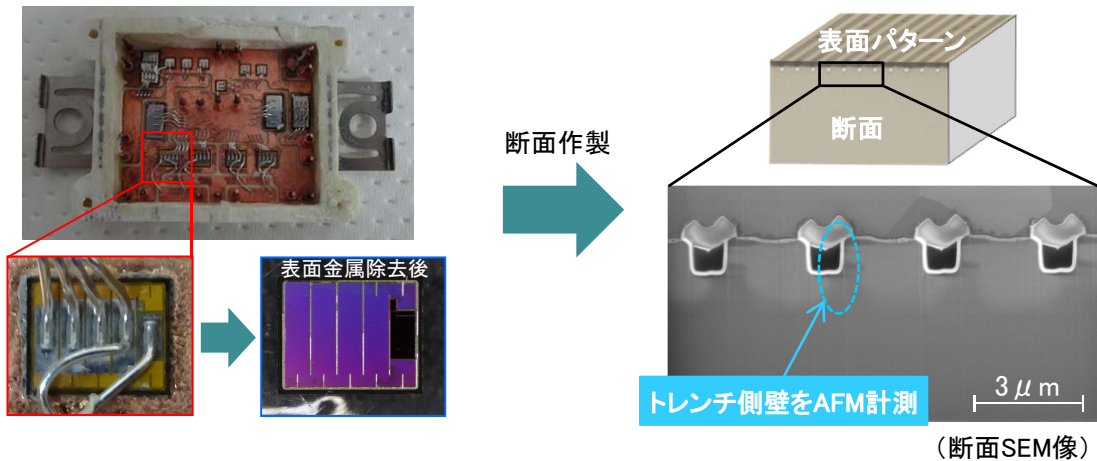 表面金属除去後
断面作製
表面パターン
断面
トレンチ側壁をAFM計測
3μm
(断面SEM像)